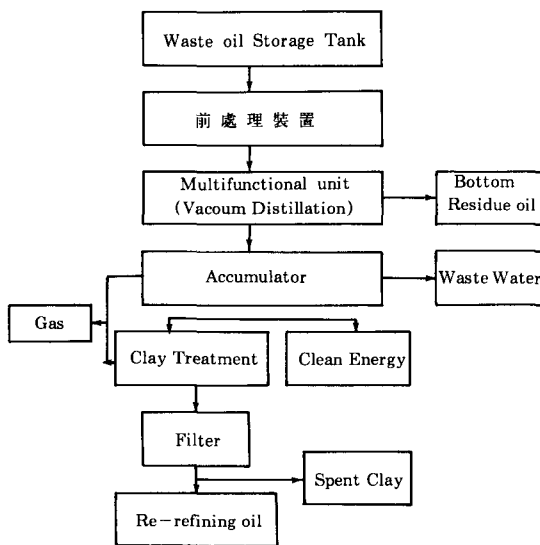 Waste oil Storage Tank
前處理裝置
Multifunctional unit
(Vacoum Distillation)
Bottom
Residue oil
Accumulator
Waste Water
Gas
Clay Treatment
Clean Energy
Filter
Spent Clay
Re-refining oil